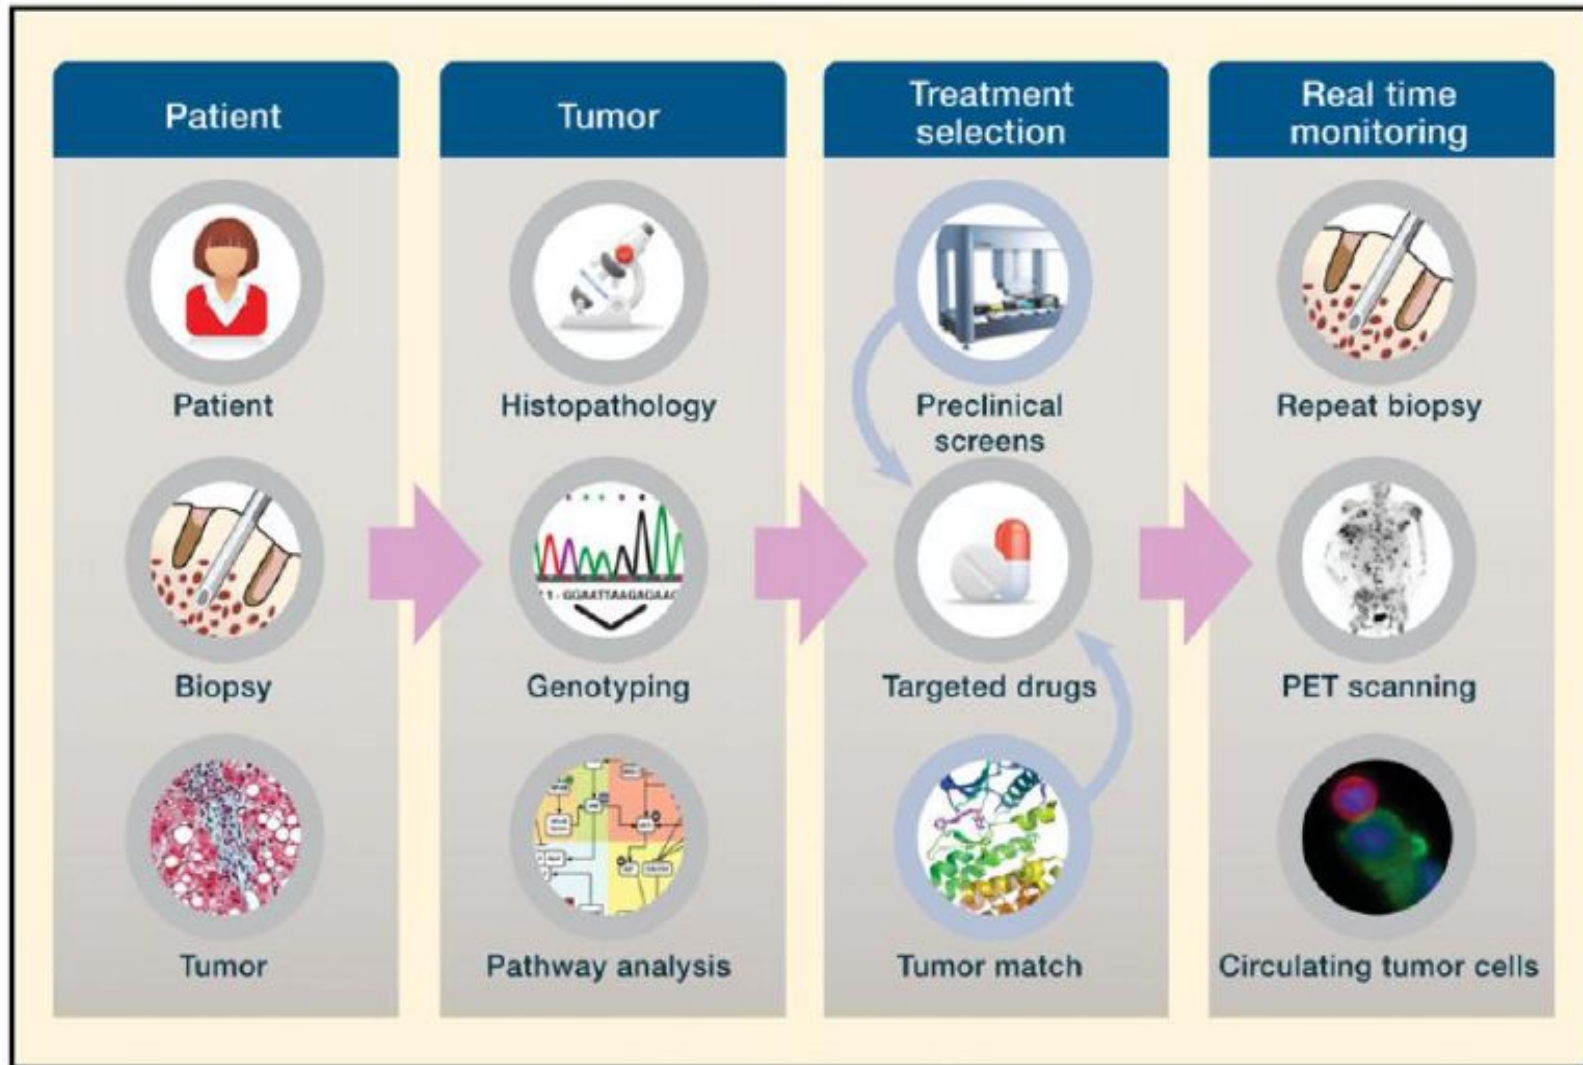 Patient
Tumor
Treatment
selection
Real time
monitoring
Patient
Histopathology
Preclinical
screens
Repeat biopsy
Biopsy
Genotyping
Targeted drugs
PET scanning
Tumor
Pathway analysis
Tumor match
Circulating tumor cells